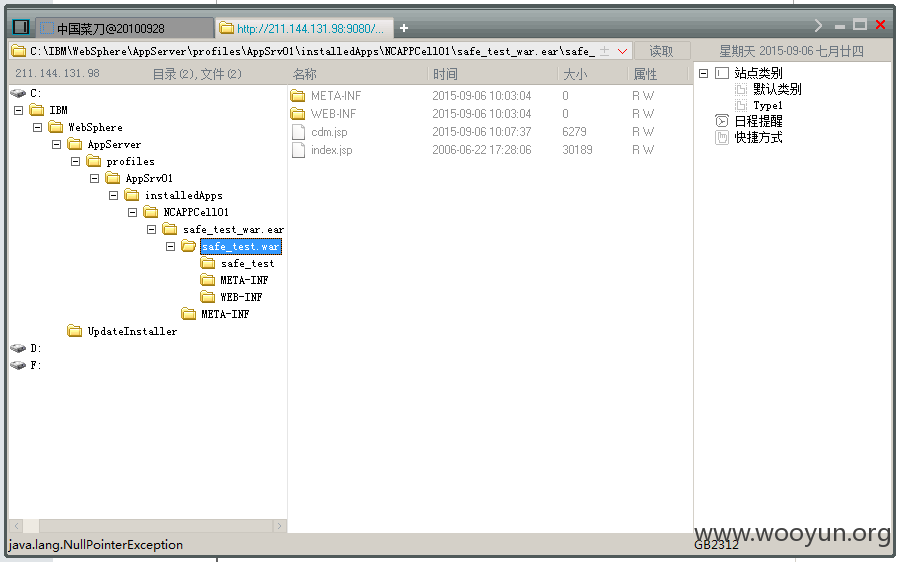 中国菜刀@20100928 http://211.144.131.98:9080/... +
C:\IBM\WebSphere\AppServer\profiles\AppSrv01\installedApps\NCAPPCell01\safe_test_war.ear\safe_ 读取 星期天 2015-09-06 七月廿四
211.144.131.98 目录(2),文件(2) 名称 时间 大小 属性
C:
IBM
WebSphere
AppServer
profiles
AppSrv01
installedApps
NCAPPCell01
safe_test_war.ear
safe_test.war
safe_test
META-INF
WEB-INF
META-INF
UpdateInstaller
D:
F:
META-INF 2015-09-06 10:03:04 0 R W
WEB-INF 2015-09-06 10:03:04 0 R W
cdm.jsp 2015-09-06 10:07:37 6279 R W
index.jsp 2006-06-22 17:28:06 30189 R W
站点类别
默认类别
Type1
日程提醒
快捷方式
www.wooyun.org
java.lang.NullPointerException GB2312